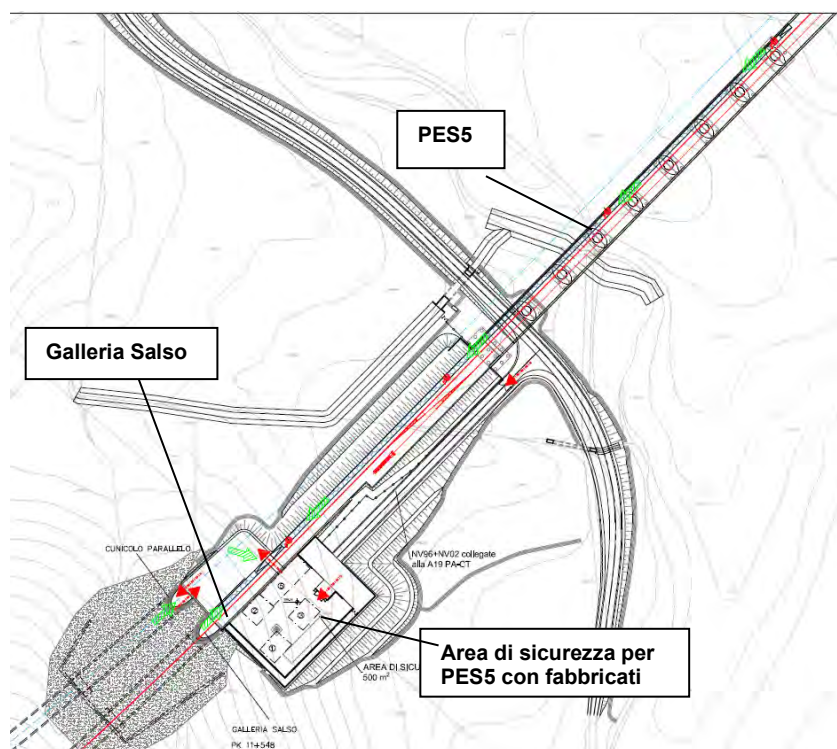 PES5
Galleria Salso
CUNICOLO PARALLELO
NV96+NV02 collegate
alla A19 PA-CT
Area di sicurezza per
PES5 con fabbricati
AREA DI SICU
500 m²
GALLERIA SALSO
PK 11+548